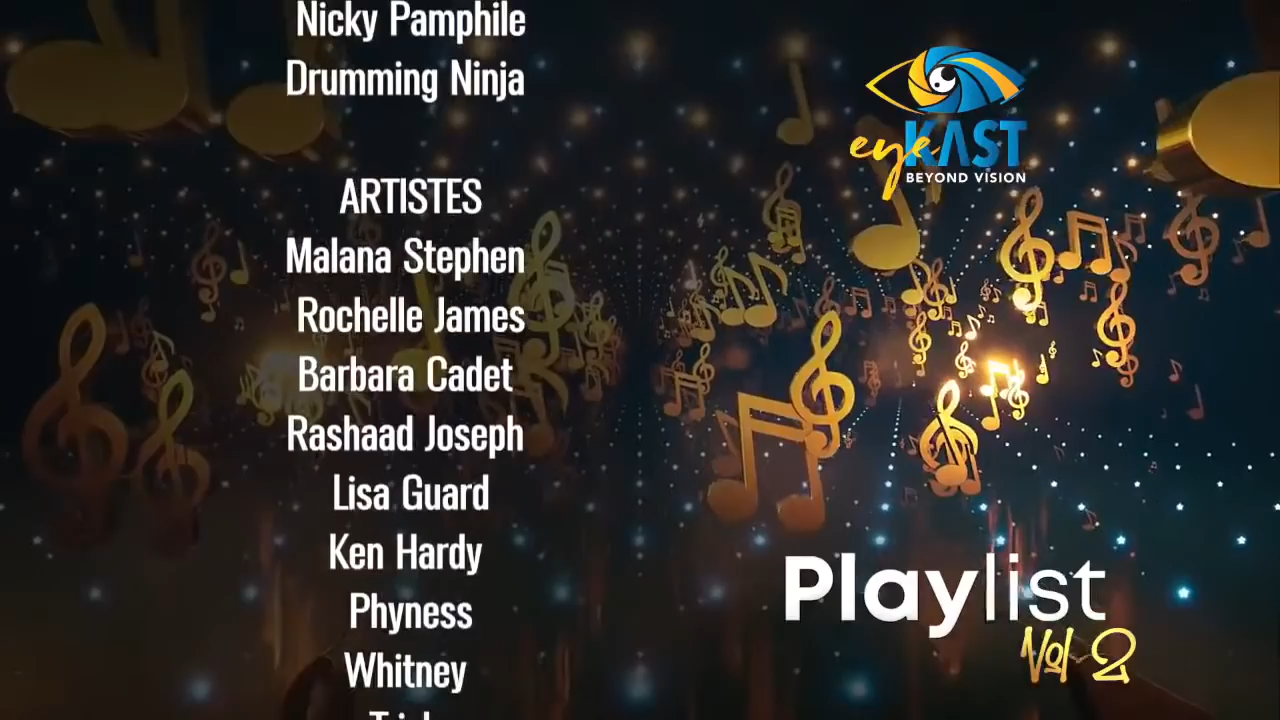 Nicky Pamphile
Drumming Ninja
ARTISTES
Malana Stephen
Rochelle James
Barbara Cadet
Rashaad Joseph
Lisa Guard
Ken Hardy
Phyness
Whitney
eyeKAST
BEYOND VISION
Playlist
Vol 2